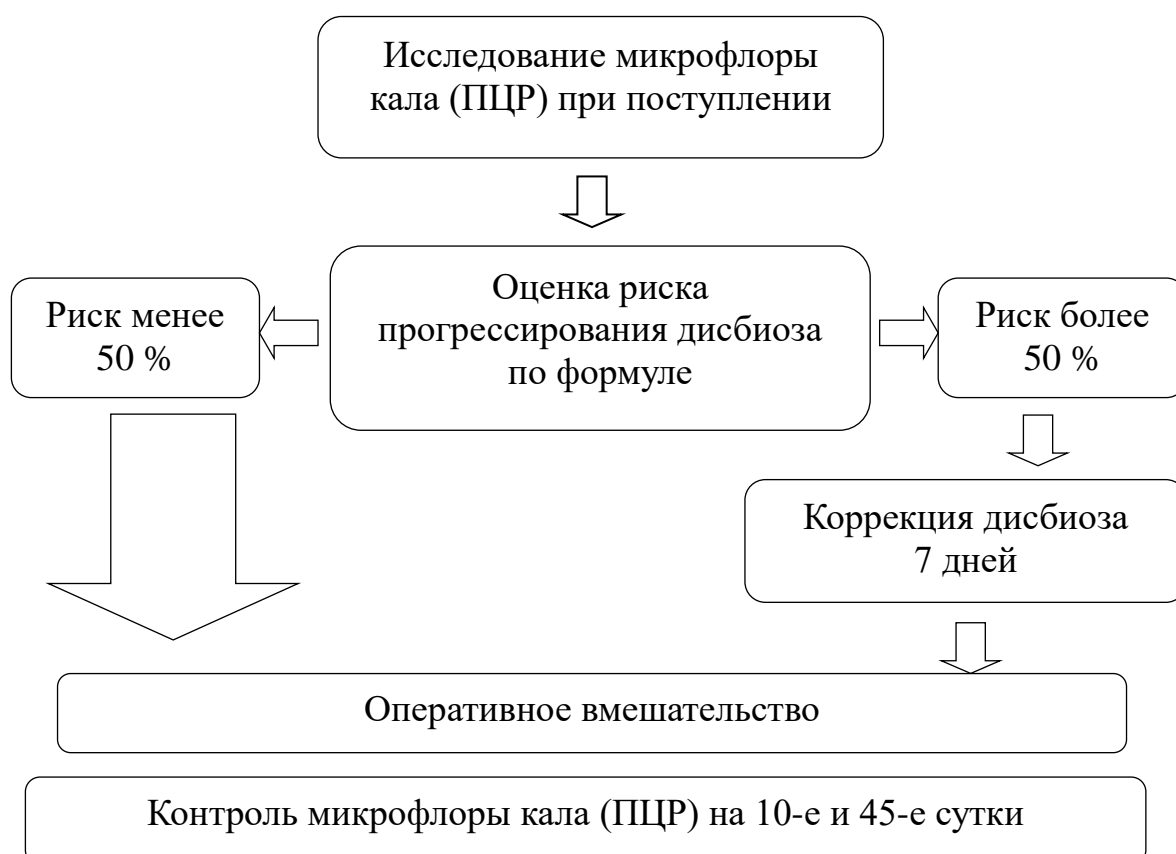 Исследование микрофлоры
кала (ПЦР) при поступлении
Оценка риска
прогрессирования дисбиоза
по формуле
Риск менее
50 %
Риск более
50 %
Коррекция дисбиоза
7 дней
Оперативное вмешательство
Контроль микрофлоры кала (ПЦР) на 10-е и 45-е сутки